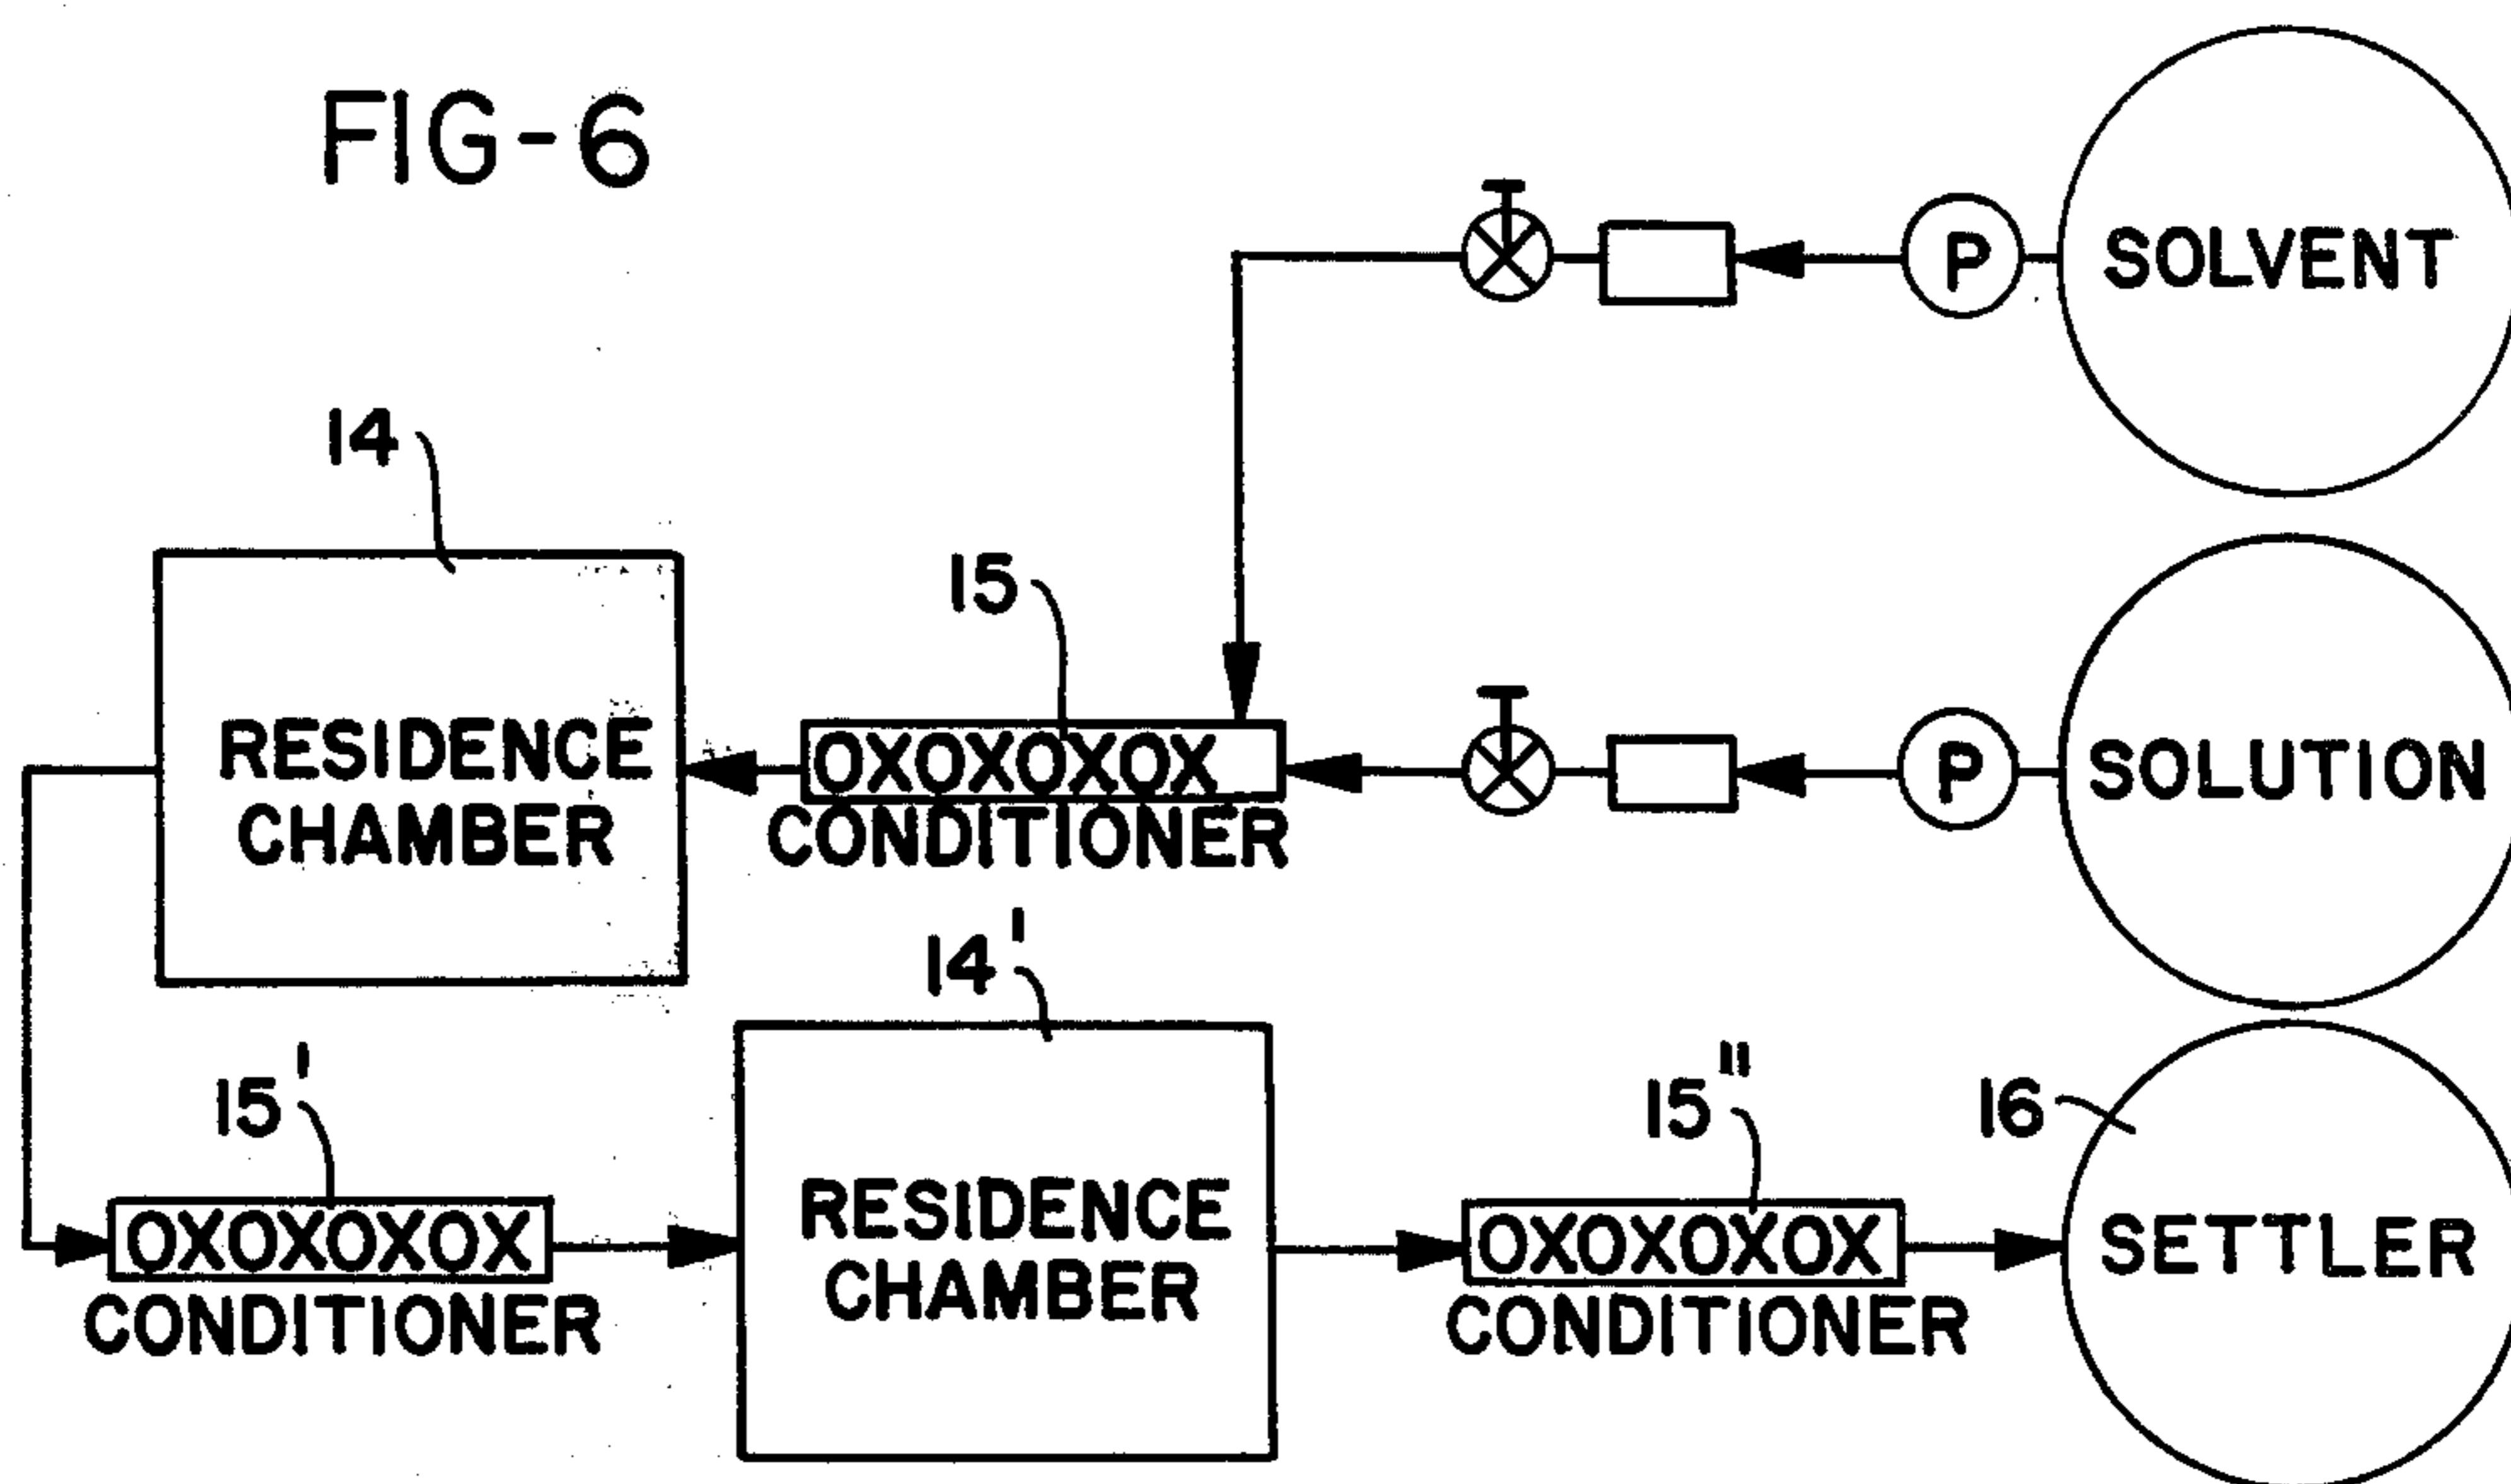 FIG-6
P
SOLVENT
14
15
RESIDENCE
CHAMBER
OXOXOXOX
CONDITIONER
P
SOLUTION
14'
15'
15"
16
OXOXOXOX
CONDITIONER
RESIDENCE
CHAMBER
OXOXOXOX
CONDITIONER
SETTLER